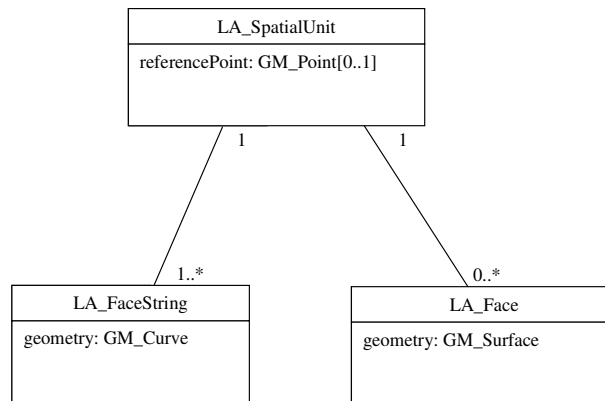 LA_SpatialUnit
referencePoint: GM_Point[0..1]
1
1
1..*
0..*
LA_FaceString
geometry: GM_Curve
LA_Face
geometry: GM_Surface